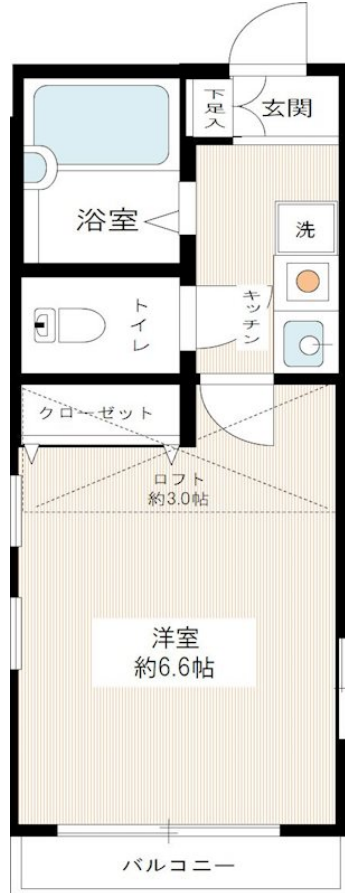 下足入
玄関
浴室
洗
トイレ
キッチン
クローゼット
ロフト
約3.0帖
洋室
約6.6帖
バルコニー